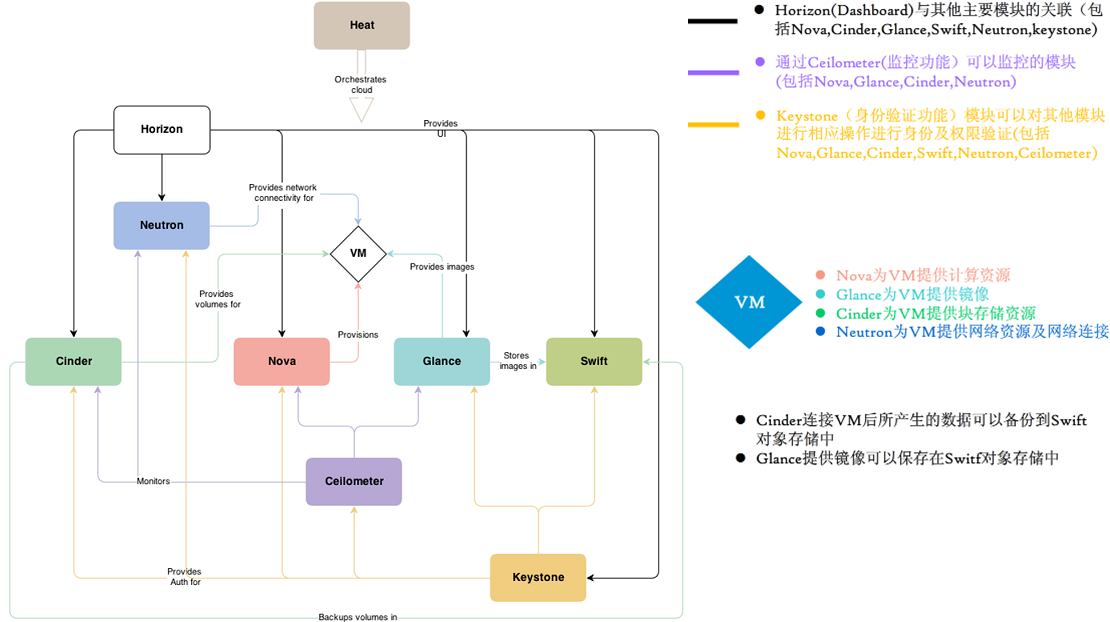 Heat
Orchestrates
cloud
Horizon
Provides
UI
Provides network
connectivity for
Neutron
VM
Provides images
Provides
volumes for
Provisions
Cinder
Nova
Glance
Stores
images in
Swift
Ceilometer
Monitors
Provides
Auth for
Keystone
Backups volumes in
Horizon(Dashboard)与其他主要模块的关联（包
括Nova,Cinder,Glance,Swift,Neutron,keystone)
通过Ceilometer(监控功能）可以监控的模块
(包括Nova,Glance,Cinder,Neutron)
Keystone（身份验证功能）模块可以对其他模块
进行相应操作进行身份及权限验证(包括
Nova,Glance,Cinder,Swift,Neutron,Ceilometer)
VM
Nova为VM提供计算资源
Glance为VM提供镜像
Cinder为VM提供块存储资源
Neutron为VM提供网络资源及网络连接
Cinder连接VM后所产生的数据可以备份到Swift
对象存储中
Glance提供镜像可以保存在Switf对象存储中